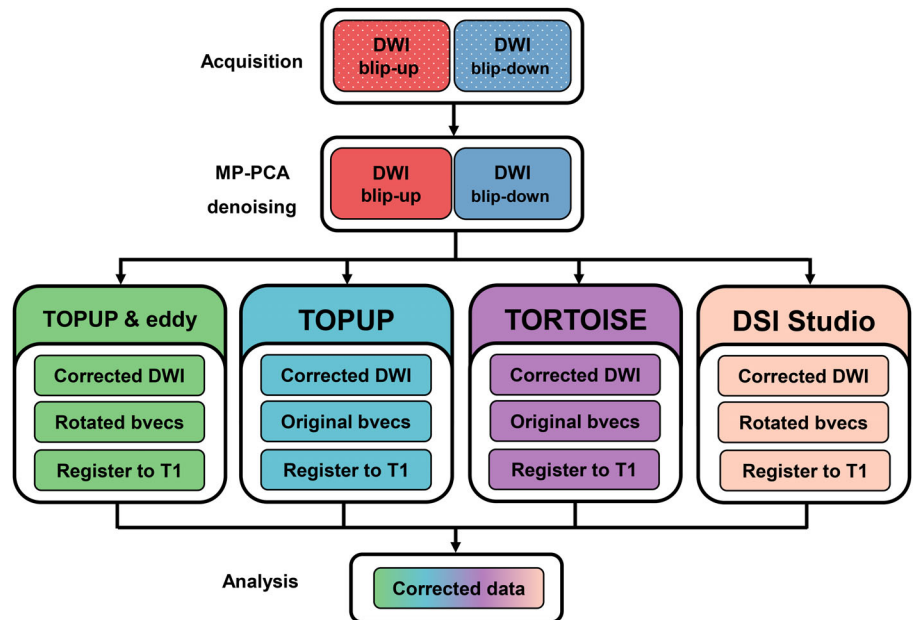 Acquisition
DWI
blip-up
DWI
blip-down
MP-PCA
denoising
DWI
blip-up
DWI
blip-down
TOPUP & eddy
Corrected DWI
Rotated bvecs
Register to T1
TOPUP
Corrected DWI
Original bvecs
Register to T1
TORTOISE
Corrected DWI
Original bvecs
Register to T1
DSI Studio
Corrected DWI
Rotated bvecs
Register to T1
Analysis
Corrected data